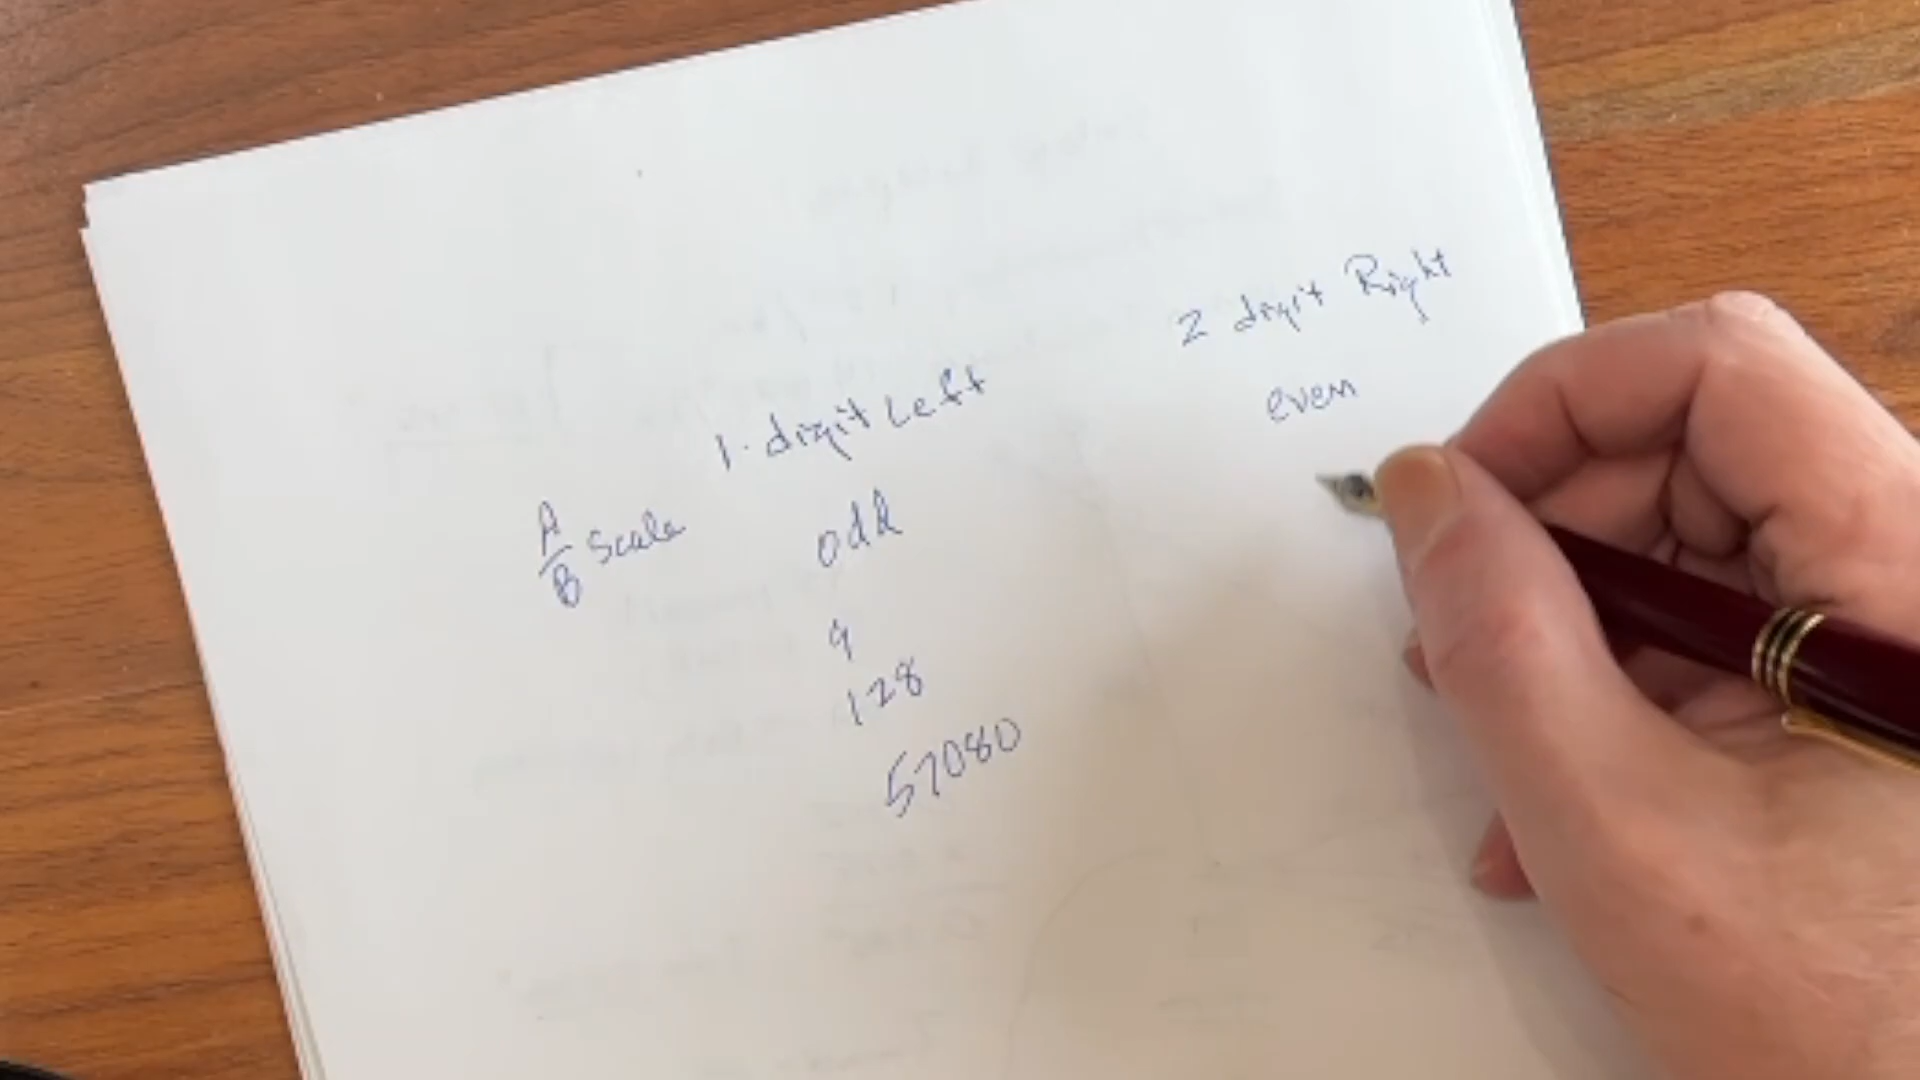 2 digit Right
1-digit Left
even
A/B Scale
odd
9
128
57080